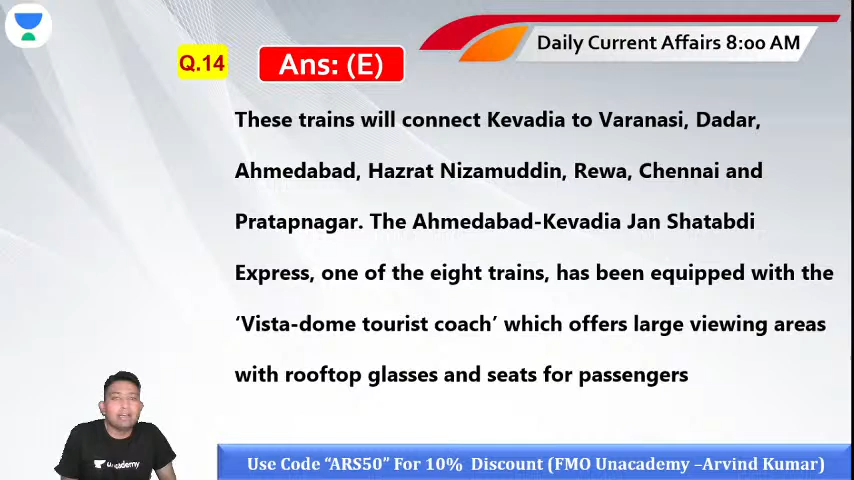 Daily Current Affairs 8:00 AM
Q.14
Ans: (E)
These trains will connect Kevadia to Varanasi, Dadar,
Ahmedabad, Hazrat Nizamuddin, Rewa, Chennai and
Pratapnagar. The Ahmedabad-Kevadia Jan Shatabdi
Express, one of the eight trains, has been equipped with the
‘Vista-dome tourist coach’ which offers large viewing areas
with rooftop glasses and seats for passengers
unacademy
Use Code “ARS50” For 10% Discount (FMO Unacademy –Arvind Kumar)